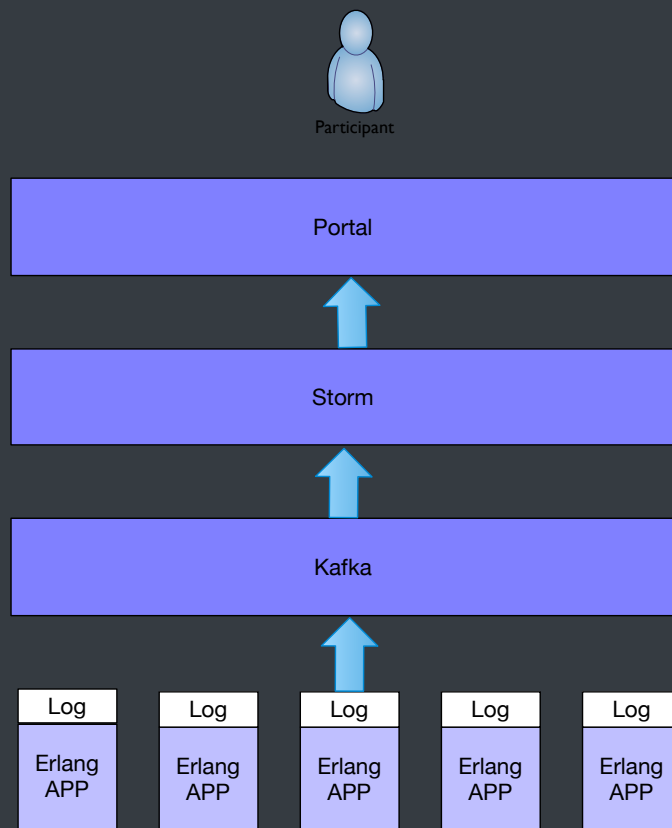 Participant
Portal
Storm
Kafka
Log
Log
Log
Log
Log
Erlang
APP
Erlang
APP
Erlang
APP
Erlang
APP
Erlang
APP